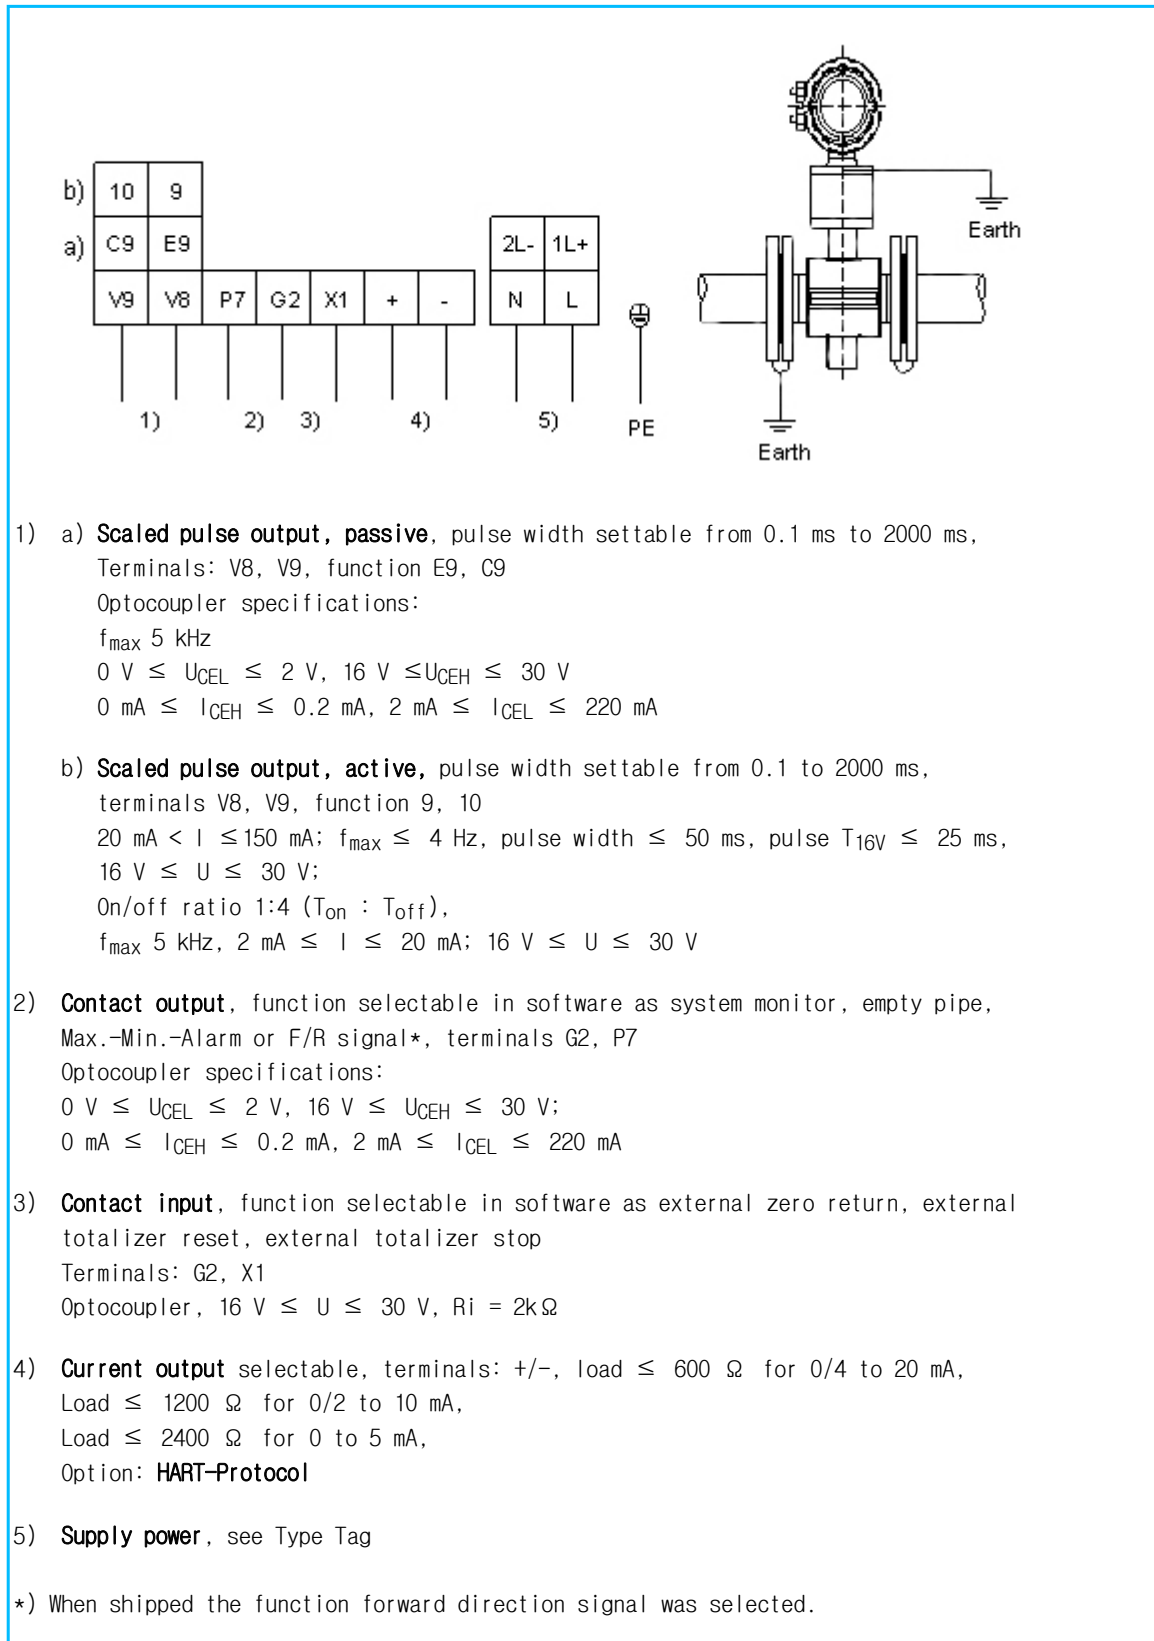 b) 10 9
Earth
a) C9 E9 2L- 1L+
V9 V8 P7 G2 X1 + - N L
1) 2) 3) 4) 5) PE
Earth
1) a) Scaled pulse output, passive, pulse width settable from 0.1 ms to 2000 ms,
Terminals: V8, V9, function E9, C9
Optocoupler specifications:
fmax 5 kHz
0 V ≤ UCEL ≤ 2 V, 16 V ≤UCEH ≤ 30 V
0 mA ≤ ICEH ≤ 0.2 mA, 2 mA ≤ ICEL ≤ 220 mA
b) Scaled pulse output, active, pulse width settable from 0.1 to 2000 ms,
terminals V8, V9, function 9, 10
20 mA < I ≤150 mA; fmax ≤ 4 Hz, pulse width ≤ 50 ms, pulse T16V ≤ 25 ms,
16 V ≤ U ≤ 30 V;
On/off ratio 1:4 (Ton : Toff),
fmax 5 kHz, 2 mA ≤ I ≤ 20 mA; 16 V ≤ U ≤ 30 V
2) Contact output, function selectable in software as system monitor, empty pipe,
Max.-Min.-Alarm or F/R signal*, terminals G2, P7
Optocoupler specifications:
0 V ≤ UCEL ≤ 2 V, 16 V ≤ UCEH ≤ 30 V;
0 mA ≤ ICEH ≤ 0.2 mA, 2 mA ≤ ICEL ≤ 220 mA
3) Contact input, function selectable in software as external zero return, external
totalizer reset, external totalizer stop
Terminals: G2, X1
Optocoupler, 16 V ≤ U ≤ 30 V, Ri = 2kΩ
4) Current output selectable, terminals: +/-, load ≤ 600 Ω for 0/4 to 20 mA,
Load ≤ 1200 Ω for 0/2 to 10 mA,
Load ≤ 2400 Ω for 0 to 5 mA,
Option: HART-Protocol
5) Supply power, see Type Tag
*) When shipped the function forward direction signal was selected.